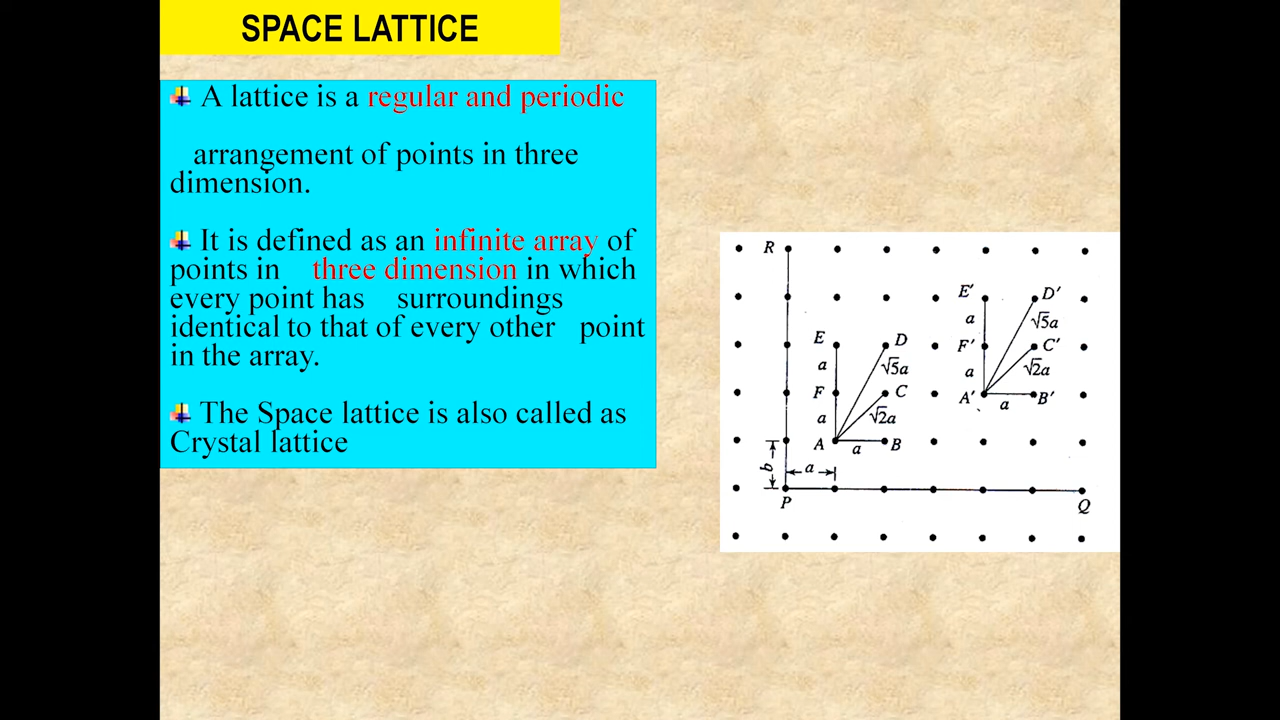 SPACE LATTICE
A lattice is a regular and periodic
arrangement of points in three
dimension.
It is defined as an infinite array of
points in three dimension in which
every point has surroundings
identical to that of every other point
in the array.
The Space lattice is also called as
Crystal lattice
R
E' D'
a √5a
F' C'
a √2a
A' a B'
E D
a √5a
F C
a √2a
A a B
b a
P Q